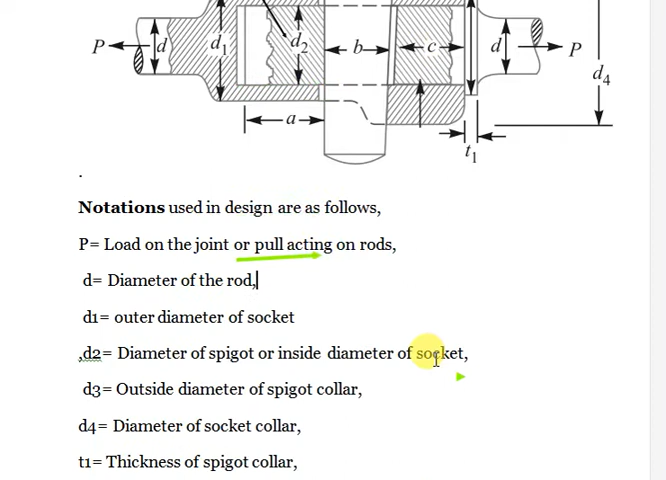 P d d1 d2 b c d P
d4
a
t1
.
Notations used in design are as follows,
P= Load on the joint or pull acting on rods,
d= Diameter of the rod,
d1= outer diameter of socket
,d2= Diameter of spigot or inside diameter of socket,
d3= Outside diameter of spigot collar,
d4= Diameter of socket collar,
t1= Thickness of spigot collar,